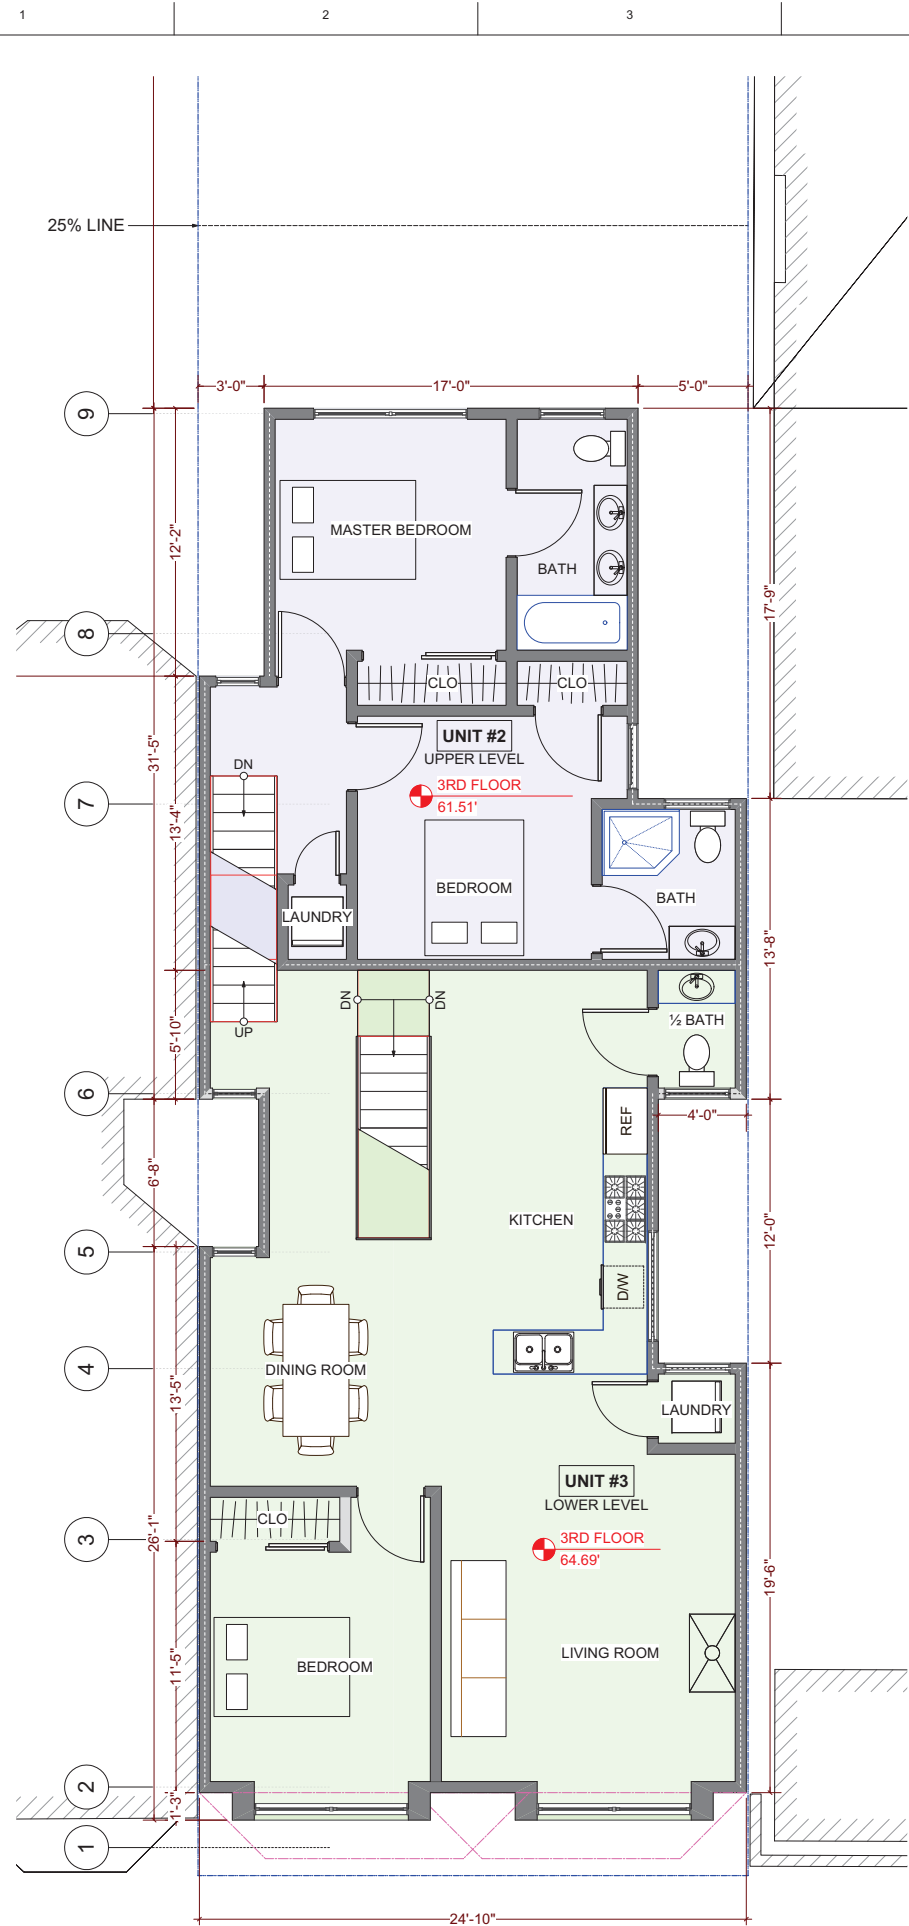 1
2
3
25% LINE
3'-0"
17'-0"
5'-0"
9
12'-2"
MASTER BEDROOM
BATH
17'-9"
8
CLO
CLO
UNIT #2
UPPER LEVEL
31'-5"
DN
3RD FLOOR
61.51'
7
13'-4"
BEDROOM
LAUNDRY
BATH
13'-8"
DN
DN
UP
½ BATH
5'-10"
6
4'-0"
REF
6'-8"
KITCHEN
12'-0"
5
D/W
4
DINING ROOM
13'-5"
LAUNDRY
UNIT #3
LOWER LEVEL
CLO
3
26'-1"
3RD FLOOR
64.69'
19'-6"
LIVING ROOM
BEDROOM
11'-5"
2
1'-3"
1
24'-10"